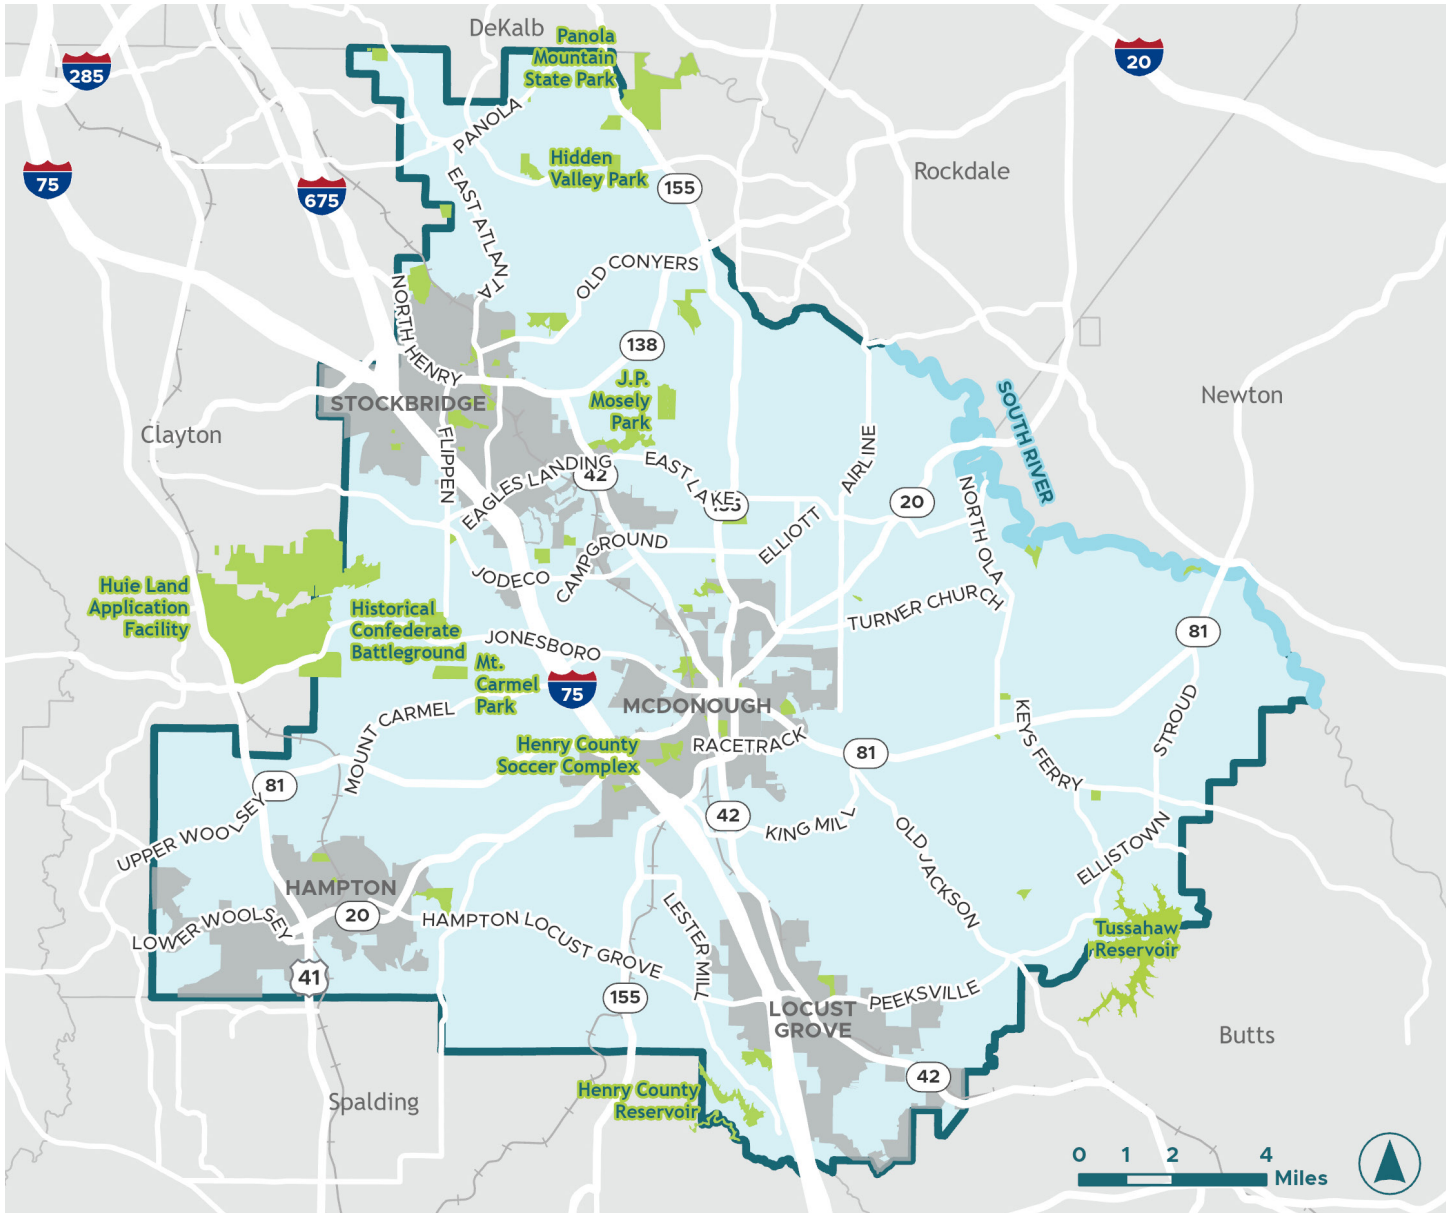 DeKalb
Panola
Mountain
State Park
285
20
PANOLA
Hidden
Valley Park
Rockdale
75
675
155
EAST ATLANTA
OLD CONYERS
NORTH HENRY
138
J.P.
Mosely
Park
STOCKBRIDGE
Newton
SOUTH RIVER
Clayton
FLIPPEN
EAGLES LANDING
42
EAST LAKE
AIRLINE
20
NORTH OLA
ELLIOTT
CAMPGROUND
JODECO
Huie Land
Application
Facility
Historical
Confederate
Battleground
TURNER CHURCH
JONESBORO
81
Mt.
Carmel
Park
75
MCDONOUGH
MOUNT CARMEL
KEYS FERRY
STROUD
RACETRACK
Henry County
Soccer Complex
81
81
UPPER WOOLSEY
42
KING MILL
OLD JACKSON
ELLISTOWN
HAMPTON
20
LOWER WOOLSEY
HAMPTON LOCUST GROVE
LESTER MILL
Tussahaw
Reservoir
41
155
PEEKSVILLE
LOCUST
GROVE
Butts
42
Henry County
Reservoir
Spalding
0 1 2 4
Miles